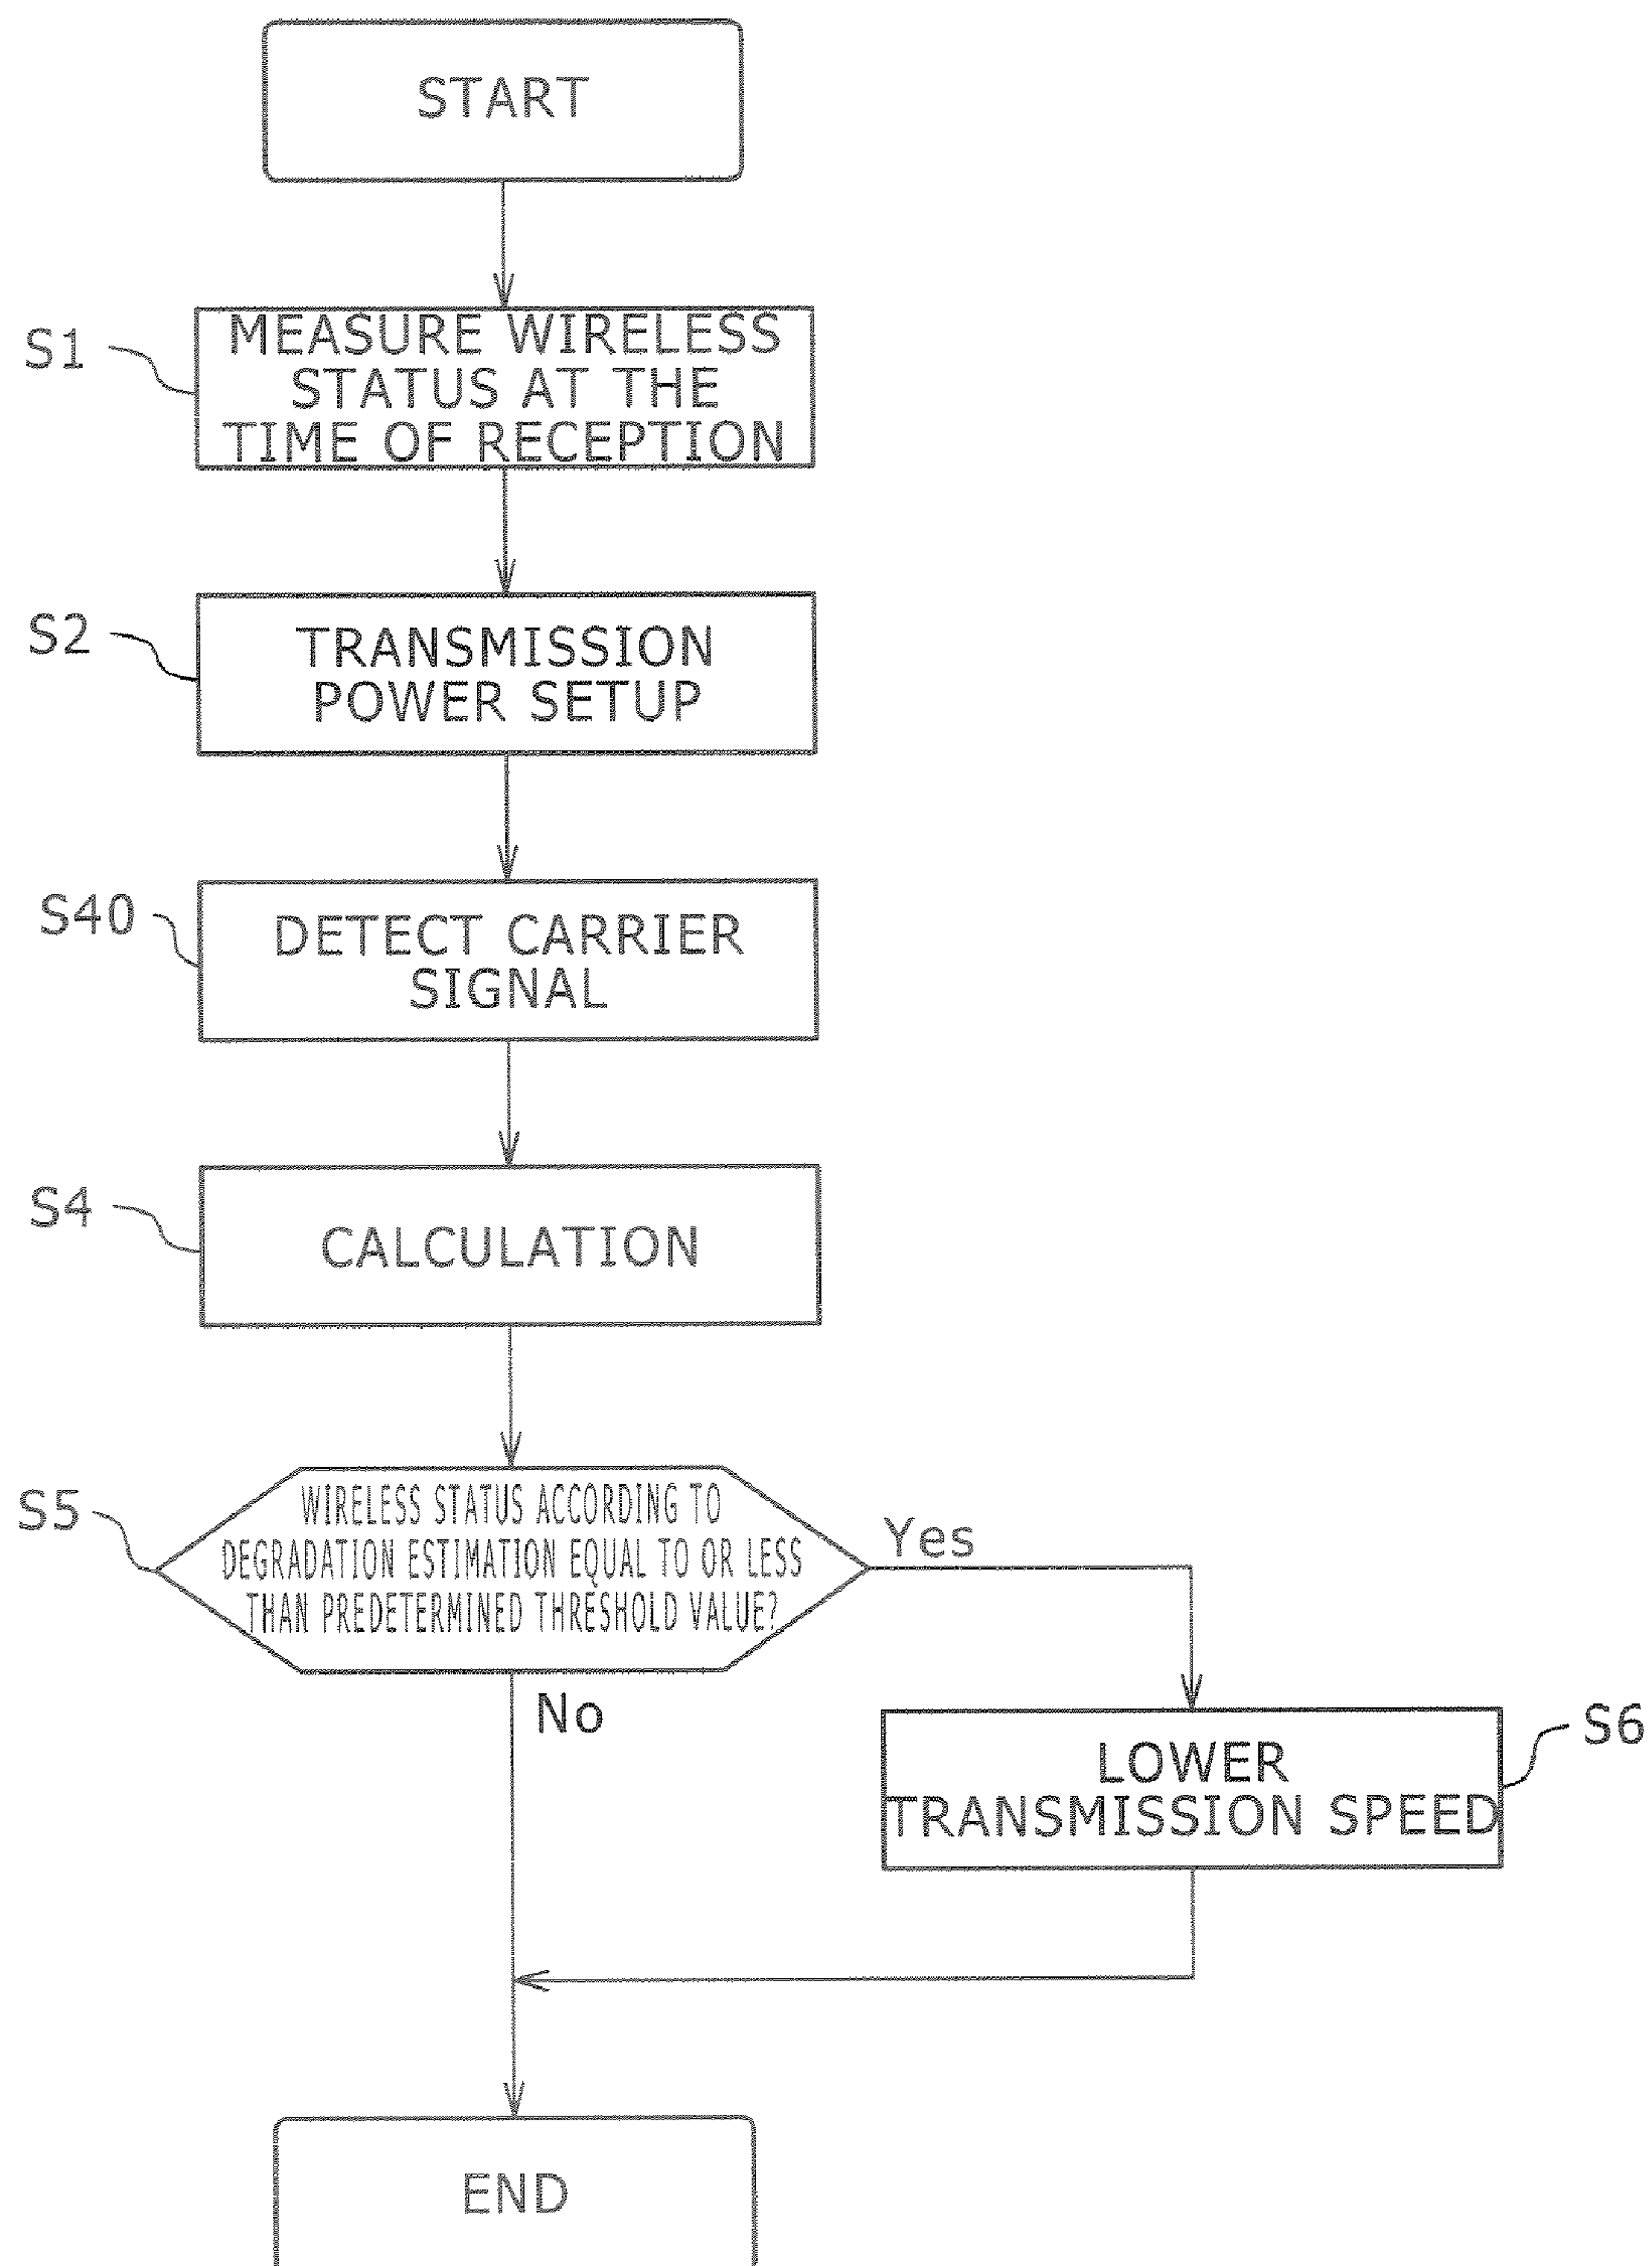 START
S1
MEASURE WIRELESS
STATUS AT THE
TIME OF RECEPTION
S2
TRANSMISSION
POWER SETUP
S40
DETECT CARRIER
SIGNAL
S4
CALCULATION
S5
WIRELESS STATUS ACCORDING TO
DEGRADATION ESTIMATION EQUAL TO OR LESS
THAN PREDETERMINED THRESHOLD VALUE?
Yes
No
S6
LOWER
TRANSMISSION SPEED
END